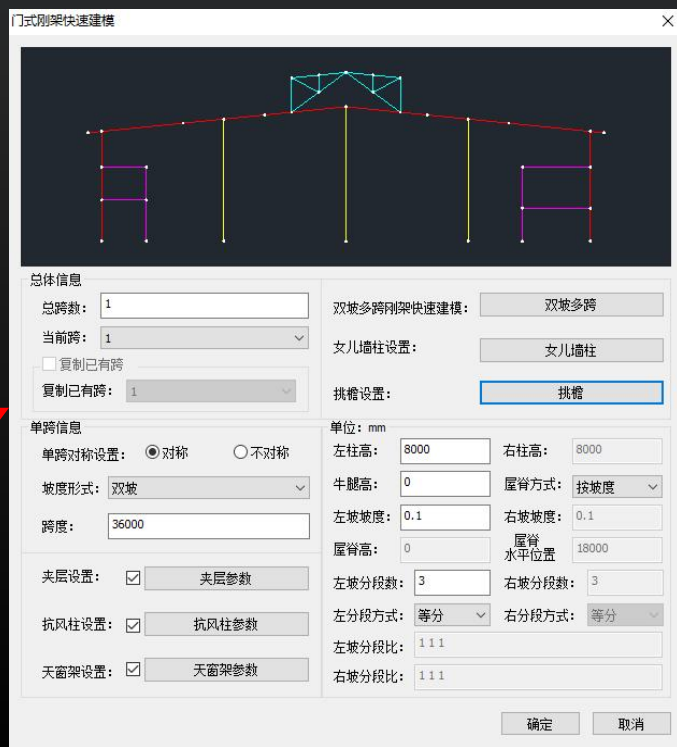 门式刚架快速建模
总体信息
总跨数： 1
当前跨： 1
复制已有跨
复制已有跨： 1
双坡多跨刚架快速建模： 双坡多跨
女儿墙柱设置： 女儿墙柱
挑檐设置： 挑檐
单跨信息
单跨对称设置： 对称 不对称
坡度形式： 双坡
跨度： 36000
夹层设置： 夹层参数
抗风柱设置： 抗风柱参数
天窗架设置： 天窗架参数
单位：mm
左柱高： 8000 右柱高： 8000
牛腿高： 0 屋脊方式： 按坡度
左坡坡度： 0.1 右坡坡度： 0.1
屋脊高： 0 屋脊
水平位置 18000
左坡分段数： 3 右坡分段数： 3
左分段方式： 等分 右分段方式： 等分
左坡分段比： 1 1 1
右坡分段比： 1 1 1
确定 取消